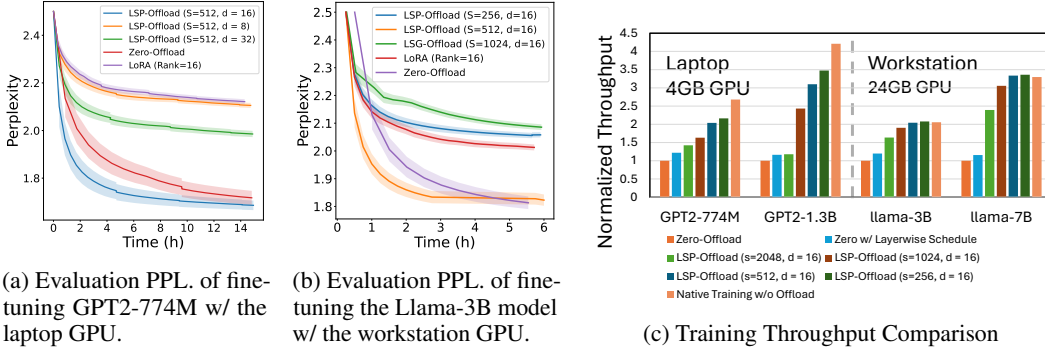 Perplexity
2.4
2.2
2.0
1.8
0 2 4 6 8 10 12 14
Time (h)
LSP-Offload (S=512, d = 16)
LSP-Offload (S=512, d = 8)
LSP-Offload (S=512, d = 32)
Zero-Offload
LoRA (Rank=16)
(a) Evaluation PPL. of fine-
tuning GPT2-774M w/ the
laptop GPU.
Perplexity
2.5
2.4
2.3
2.2
2.1
2.0
1.9
1.8
0 1 2 3 4 5 6
Time (h)
LSP-Offload (S=256, d=16)
LSP-Offload (S=512, d=16)
LSG-Offload (S=1024, d=16)
LoRA (Rank=16)
Zero-Offload
(b) Evaluation PPL. of fine-
tuning the Llama-3B model
w/ the workstation GPU.
Normalized Throughput
4.5
4
3.5
3
2.5
2
1.5
1
0.5
0
Laptop
4GB GPU
Workstation
24GB GPU
GPT2-774M GPT2-1.3B llama-3B llama-7B
Zero-Offload
Zero w/ Layerwise Schedule
LSP-Offload (s=2048, d = 16)
LSP-Offload (s=1024, d = 16)
LSP-Offload (s=512, d = 16)
LSP-Offload (s=256, d = 16)
Native Training w/o Offload
(c) Training Throughput Comparison